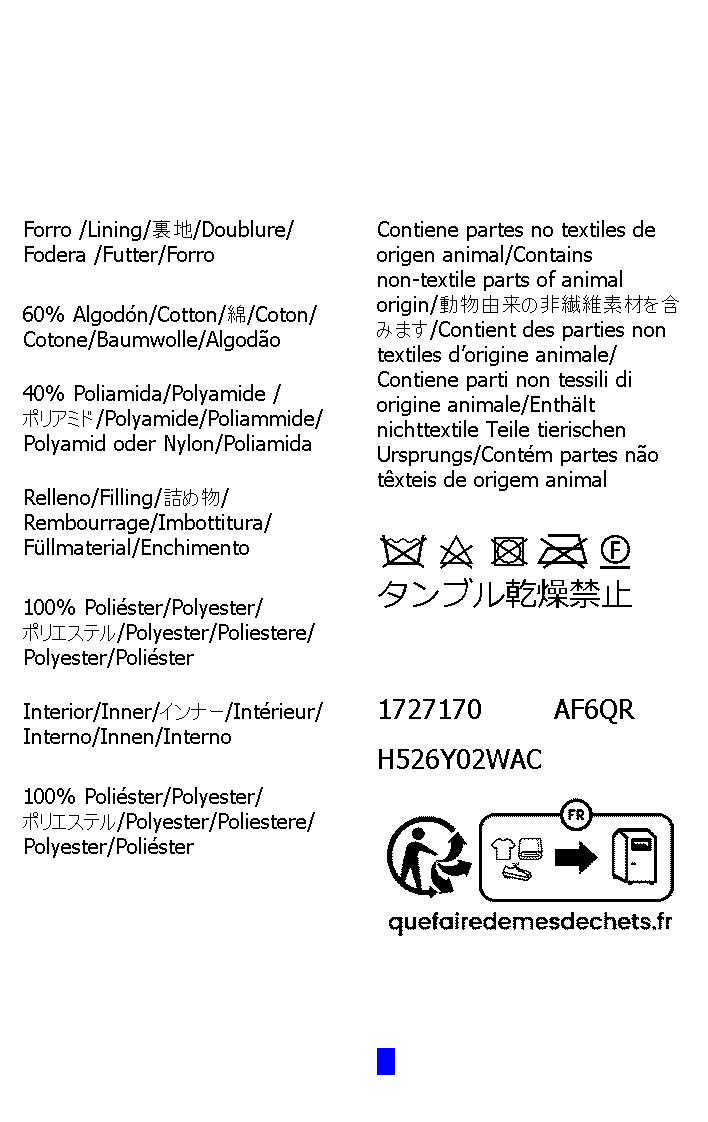 Forro /Lining/裏地/Doublure/
Fodera /Futter/Forro
60% Algodón/Cotton/綿/Coton/
Cotone/Baumwolle/Algodão
40% Poliamida/Polyamide /
ポリアミド/Polyamide/Poliammide/
Polyamid oder Nylon/Poliamida
Relleno/Filling/詰め物/
Rembourrage/Imbottitura/
Füllmaterial/Enchimento
100% Poliéster/Polyester/
ポリエステル/Polyester/Poliestere/
Polyester/Poliéster
Interior/Inner/インナー/Intérieur/
Interno/Innen/Interno
100% Poliéster/Polyester/
ポリエステル/Polyester/Poliestere/
Polyester/Poliéster
Contiene partes no textiles de
origen animal/Contains
non-textile parts of animal
origin/動物由来の非繊維素材を含
みます/Contient des parties non
textiles d’origine animale/
Contiene parti non tessili di
origine animale/Enthält
nichttextile Teile tierischen
Ursprungs/Contém partes não
têxteis de origem animal
F
タンブル乾燥禁止
1727170 AF6QR
H526Y02WAC
FR
quefairedemesdechets.fr